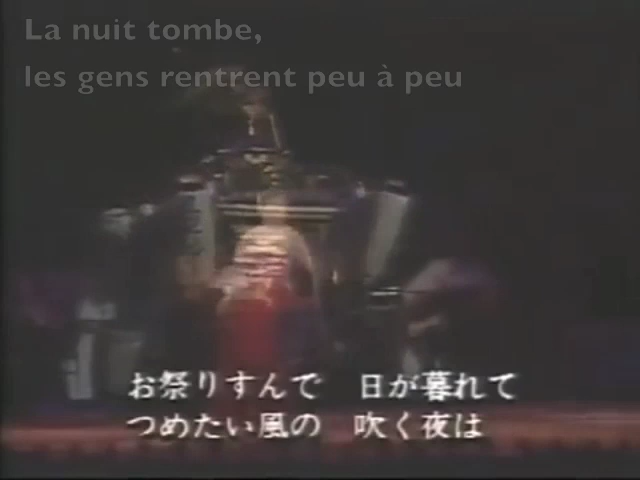 La nuit tombe,
les gens rentrent peu à peu
お祭りすんで 日が暮れて
つめたい風の 吹く夜は